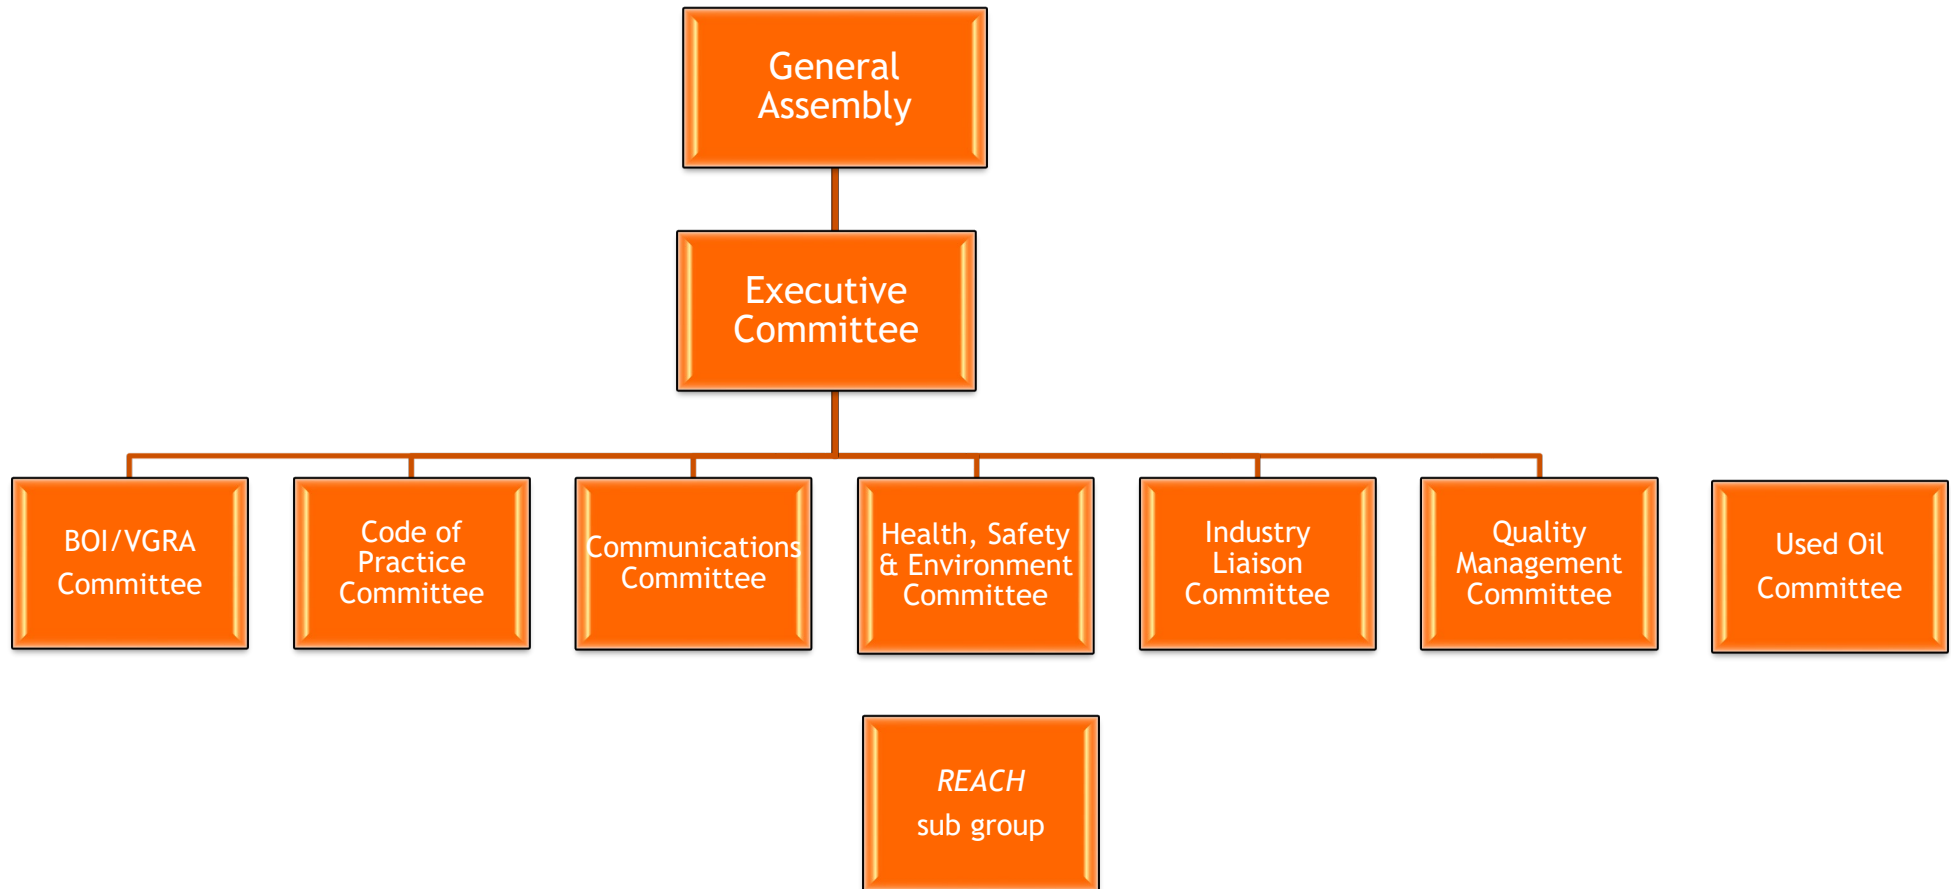 General
Assembly
Executive
Committee
BOI/VGRA
Committee
Code of
Practice
Committee
Communications
Committee
Health, Safety
& Environment
Committee
Industry
Liaison
Committee
Quality
Management
Committee
Used Oil
Committee
REACH
sub group